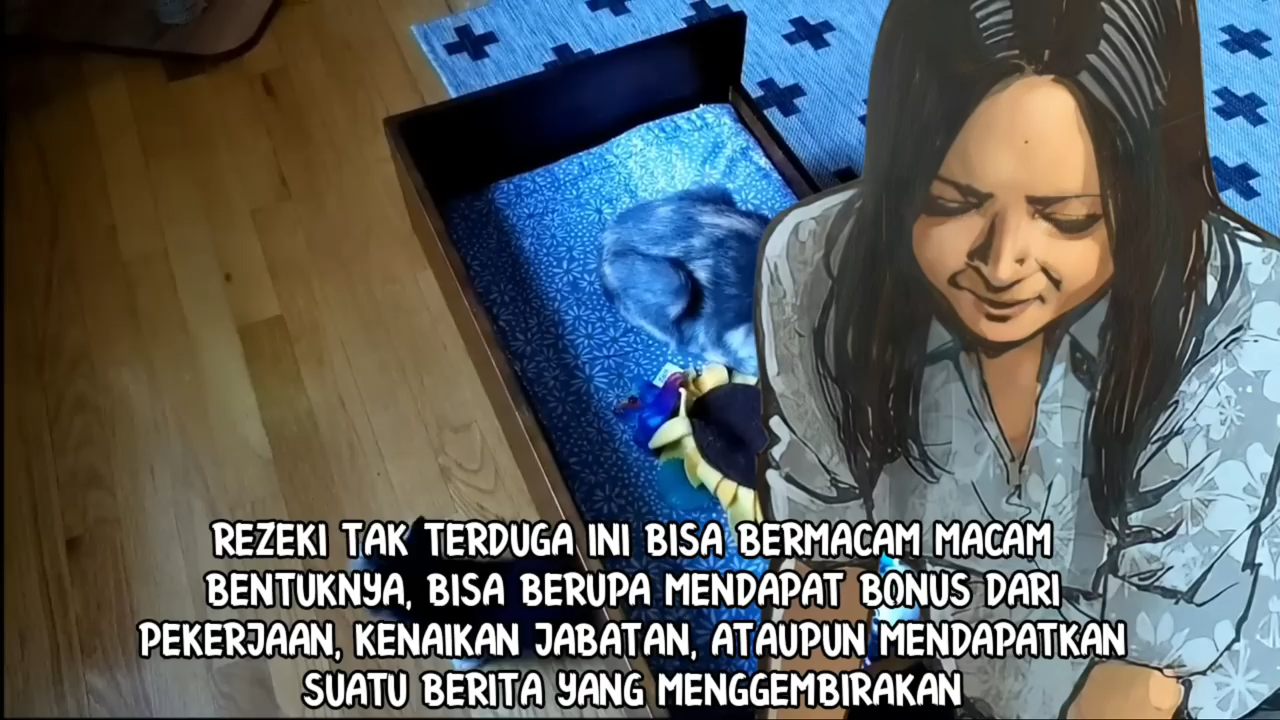 REZEKI TAK TERDUGA INI BISA BERMACAM MACAM
BENTUKNYA, BISA BERUPA MENDAPAT BONUS DARI
PEKERJAAN, KENAIKAN JABATAN, ATAUPUN MENDAPATKAN
SUATU BERITA YANG MENGGEMBIRAKAN